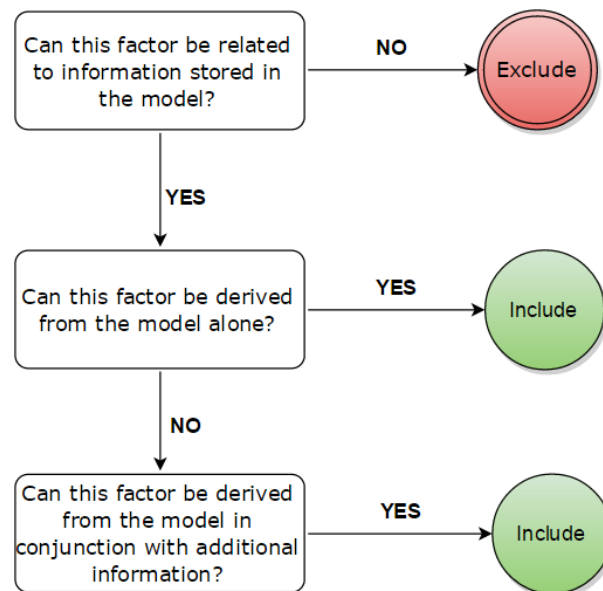 Can this factor be related
to information stored in
the model?
NO
Exclude
YES
Can this factor be derived
from the model alone?
YES
Include
NO
Can this factor be derived
from the model in
conjunction with additional
information?
YES
Include